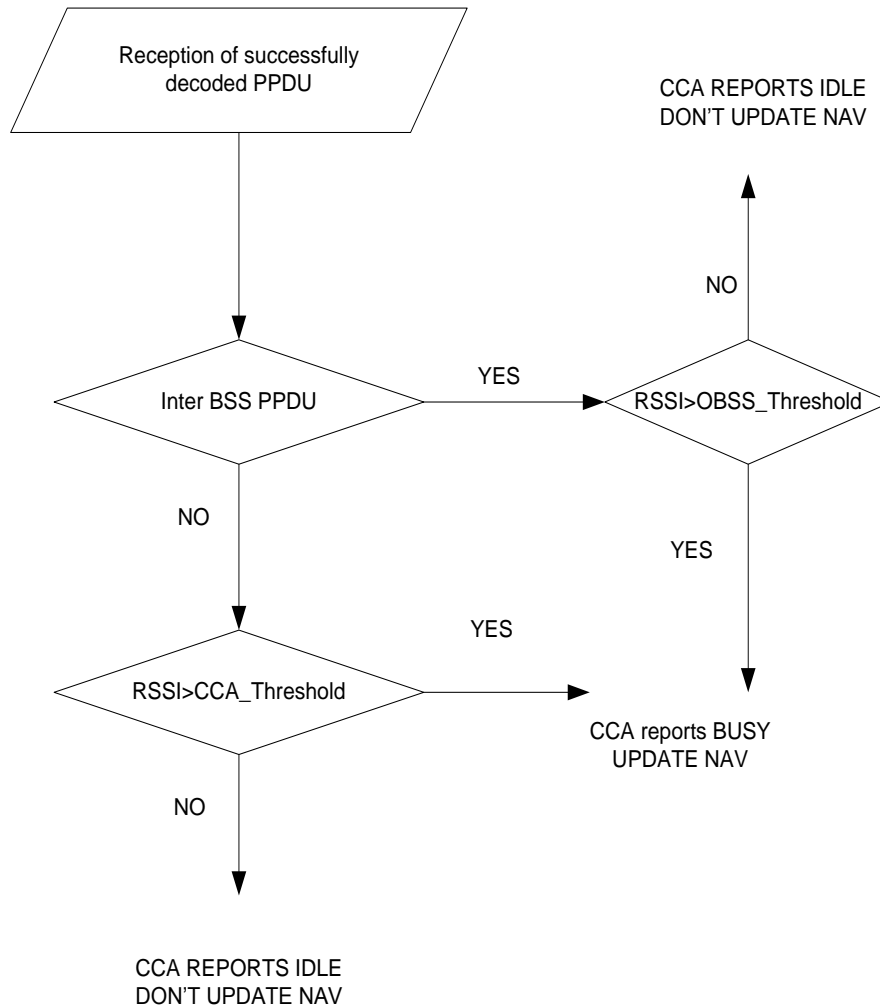 Reception of successfully
decoded PPDU
CCA REPORTS IDLE
DON'T UPDATE NAV
NO
Inter BSS PPDU
YES
RSSI>OBSS_Threshold
NO
YES
RSSI>CCA_Threshold
YES
CCA reports BUSY
UPDATE NAV
NO
CCA REPORTS IDLE
DON'T UPDATE NAV